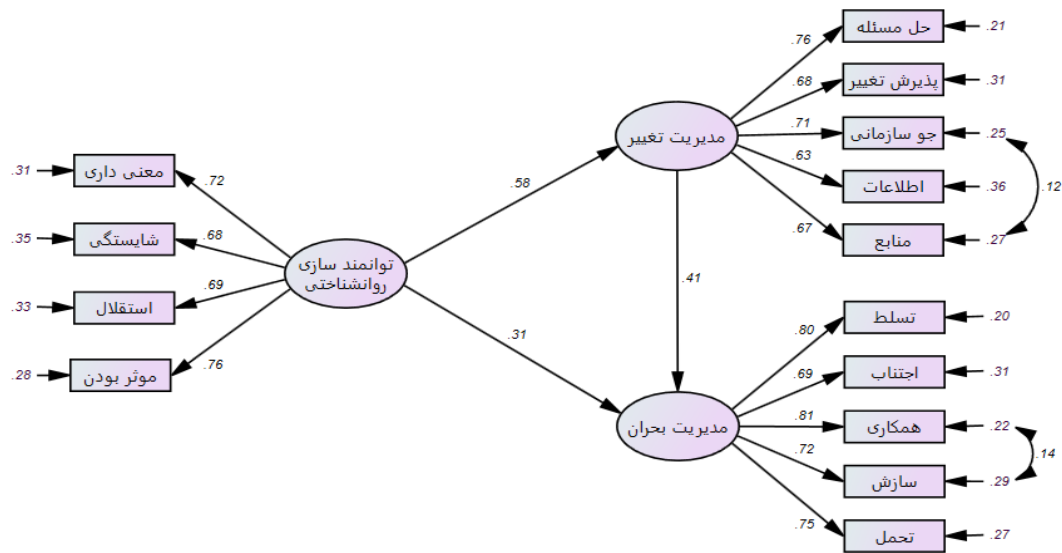 حل مسئله
.21
.76
پذیرش تغییر
.31
.68
جو سازمانی
.25
.71
مدیریت تغییر
اطلاعات
.36
.63
.12
منابع
.27
.67
معنی داری
.31
.72
شایستگی
.35
.68
استقلال
.33
.69
موثر بودن
.28
.76
توانمند سازی
روانشناختی
.58
.31
.41
تسلط
.20
.80
اجتناب
.31
.69
مدیریت بحران
همکاری
.22
.81
.14
سازش
.29
.72
تحمل
.27
.75